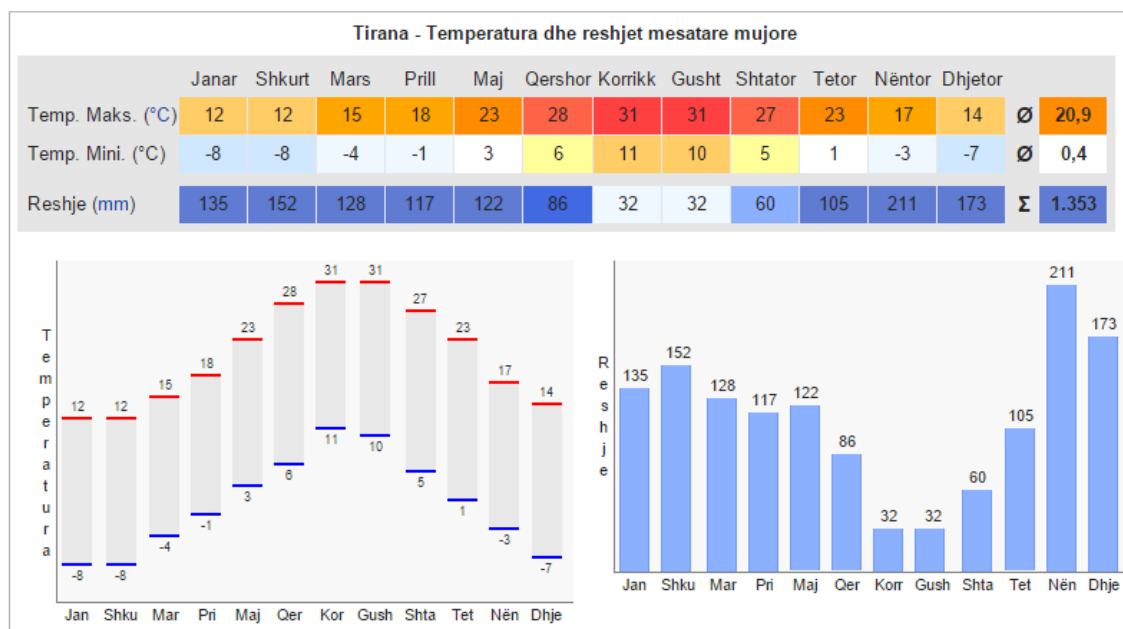 Tirana - Temperatura dhe reshjet mesatare mujore
Janar Shkurt Mars Prill Maj Qershor Korrikk Gusht Shtator Tetor Nëntor Dhjetor
Temp. Maks. (°C) 12 12 15 18 23 28 31 31 27 23 17 14 Ø 20,9
Temp. Mini. (°C) -8 -8 -4 -1 3 6 11 10 5 1 -3 -7 Ø 0,4
Reshje (mm) 135 152 128 117 122 86 32 32 60 105 211 173 Σ 1.353
Temperatura
12 12 15 18 23 28 31 31 27 23 17 14
-8 -8 -4 -1 3 6 11 10 5 1 -3 -7
Jan Shku Mar Pri Maj Qer Kor Gush Shta Tet Nën Dhje
Reshje
135 152 128 117 122 86 32 32 60 105 211 173
Jan Shku Mar Pri Maj Qer Korr Gush Shta Tet Nën Dhje